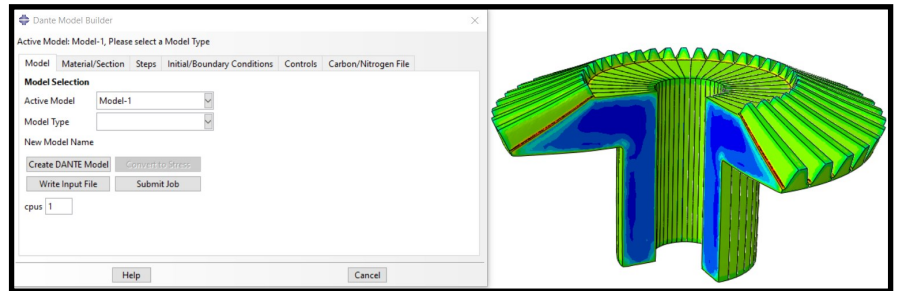 Dante Model Builder
Active Model: Model-1, Please select a Model Type
Model Material/Section Steps Initial/Boundary Conditions Controls Carbon/Nitrogen File
Model Selection
Active Model Model-1
Model Type
New Model Name
Create DANTE Model Convert to Stress
Write Input File Submit Job
cpus 1
Help Cancel